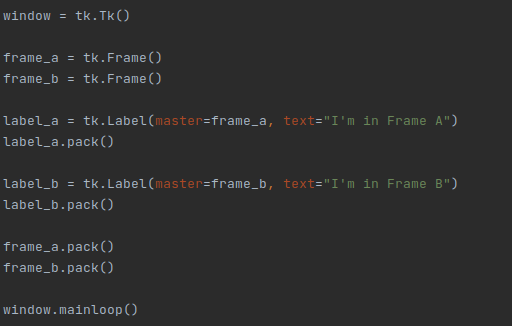 window = tk.Tk()
frame_a = tk.Frame()
frame_b = tk.Frame()
label_a = tk.Label(master=frame_a, text="I'm in Frame A")
label_a.pack()
label_b = tk.Label(master=frame_b, text="I'm in Frame B")
label_b.pack()
frame_a.pack()
frame_b.pack()
window.mainloop()